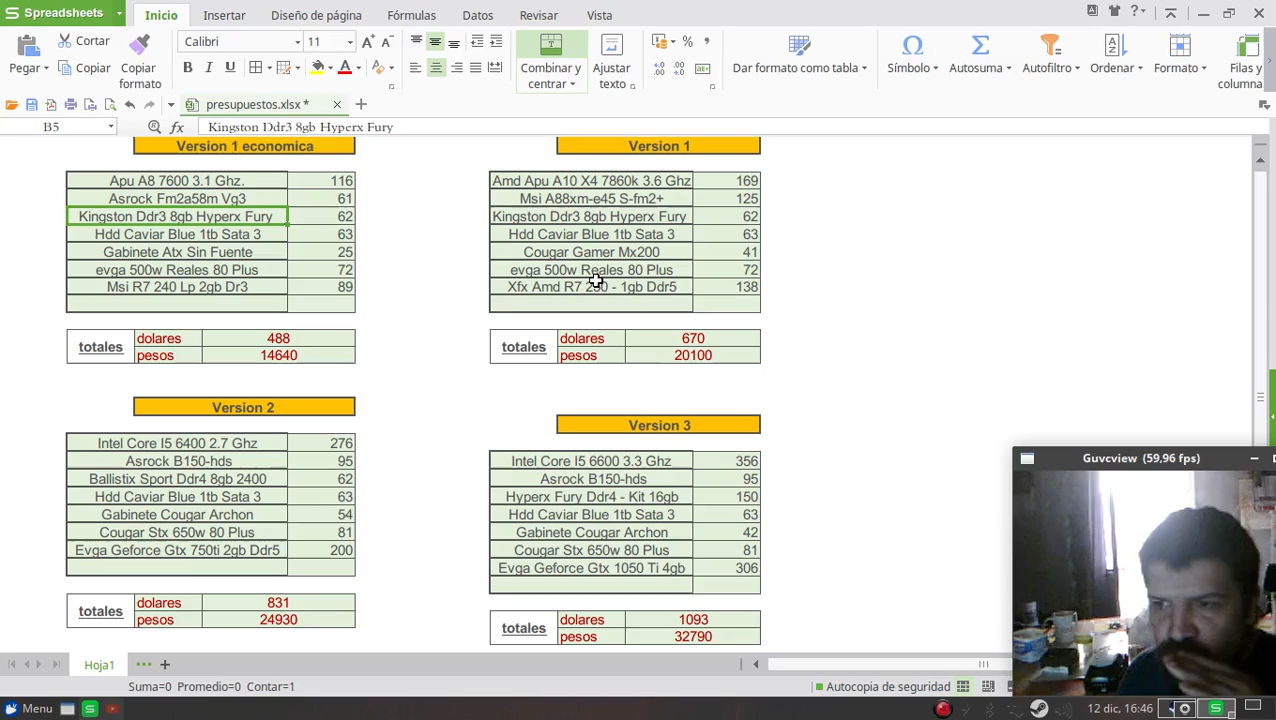 Spreadsheets
Inicio Insertar Diseño de página Fórmulas Datos Revisar Vista
Pegar Cortar Copiar Copiar formato Calibri 11 Combinar y centrar Ajustar texto Dar formato como tabla Símbolo Autosuma Autofiltro Ordenar Formato Filas y columna
presupuestos.xlsx *
B5 fx Kingston Ddr3 8gb Hyperx Fury
Version 1 economica
Apu A8 7600 3.1 Ghz. 116
Asrock Fm2a58m Vg3 61
Kingston Ddr3 8gb Hyperx Fury 62
Hdd Caviar Blue 1tb Sata 3 63
Gabinete Atx Sin Fuente 25
evga 500w Reales 80 Plus 72
Msi R7 240 Lp 2gb Dr3 89
totales
dolares 488
pesos 14640
Version 1
Amd Apu A10 X4 7860k 3.6 Ghz 169
Msi A88xm-e45 S-fm2+ 125
Kingston Ddr3 8gb Hyperx Fury 62
Hdd Caviar Blue 1tb Sata 3 63
Cougar Gamer Mx200 41
evga 500w Reales 80 Plus 72
Xfx Amd R7 250 - 1gb Ddr5 138
totales
dolares 670
pesos 20100
Version 2
Intel Core I5 6400 2.7 Ghz 276
Asrock B150-hds 95
Ballistix Sport Ddr4 8gb 2400 62
Hdd Caviar Blue 1tb Sata 3 63
Gabinete Cougar Archon 54
Cougar Stx 650w 80 Plus 81
Evga Geforce Gtx 750ti 2gb Ddr5 200
totales
dolares 831
pesos 24930
Version 3
Intel Core I5 6600 3.3 Ghz 356
Asrock B150-hds 95
Hyperx Fury Ddr4 - Kit 16gb 150
Hdd Caviar Blue 1tb Sata 3 63
Gabinete Cougar Archon 42
Cougar Stx 650w 80 Plus 81
Evga Geforce Gtx 1050 Ti 4gb 306
totales
dolares 1093
pesos 32790
Guvcview (59,96 fps)
Hoja1
Suma=0 Promedio=0 Contar=1 Autocopia de seguridad
Menu 12 dic, 16:46